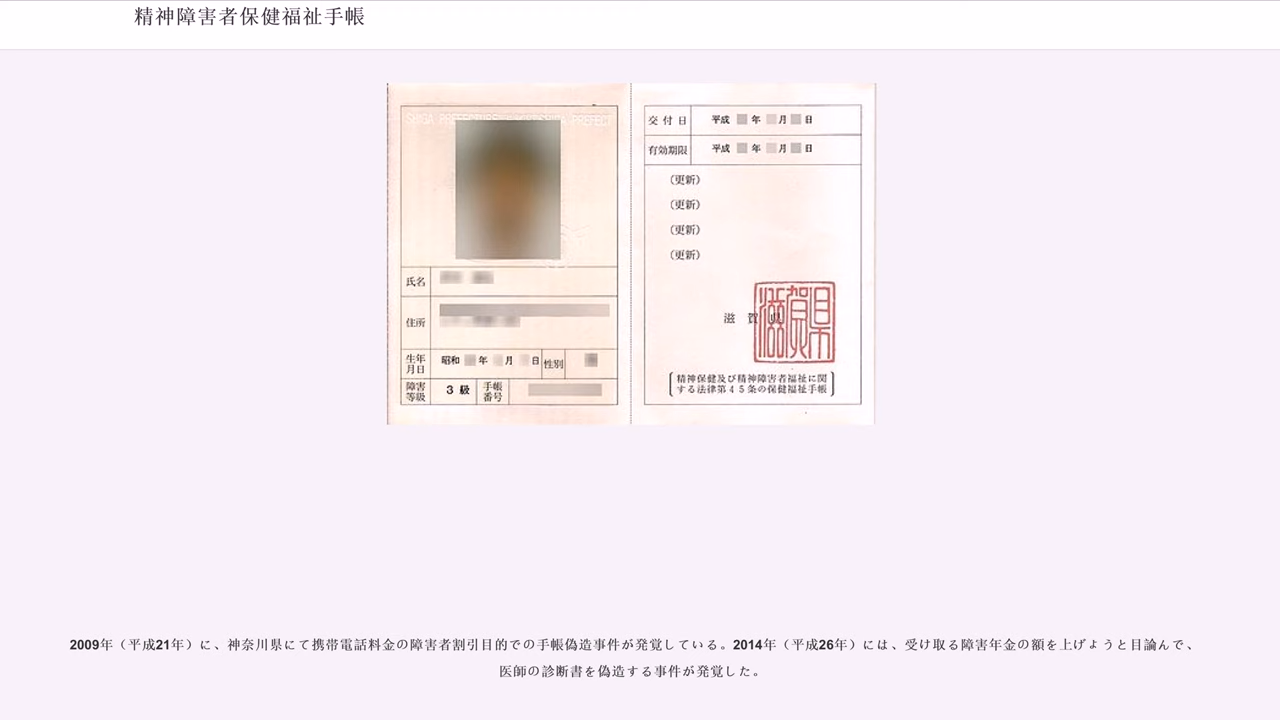 精神障害者保健福祉手帳
SHIGA PREFECT
氏名
住所
生年月日 昭和 年 月 日 性別
障害等級 3 級 手帳番号
交付日 平成 年 月 日
有効期限 平成 年 月 日
(更新)
(更新)
(更新)
(更新)
滋賀県
滋賀県
精神保健及び精神障害者福祉に関
する法律第45条の保健福祉手帳
2009年（平成21年）に、神奈川県にて携帯電話料金の障害者割引目的での手帳偽造事件が発覚している。2014年（平成26年）には、受け取る障害年金の額を上げようと目論んで、
医師の診断書を偽造する事件が発覚した。